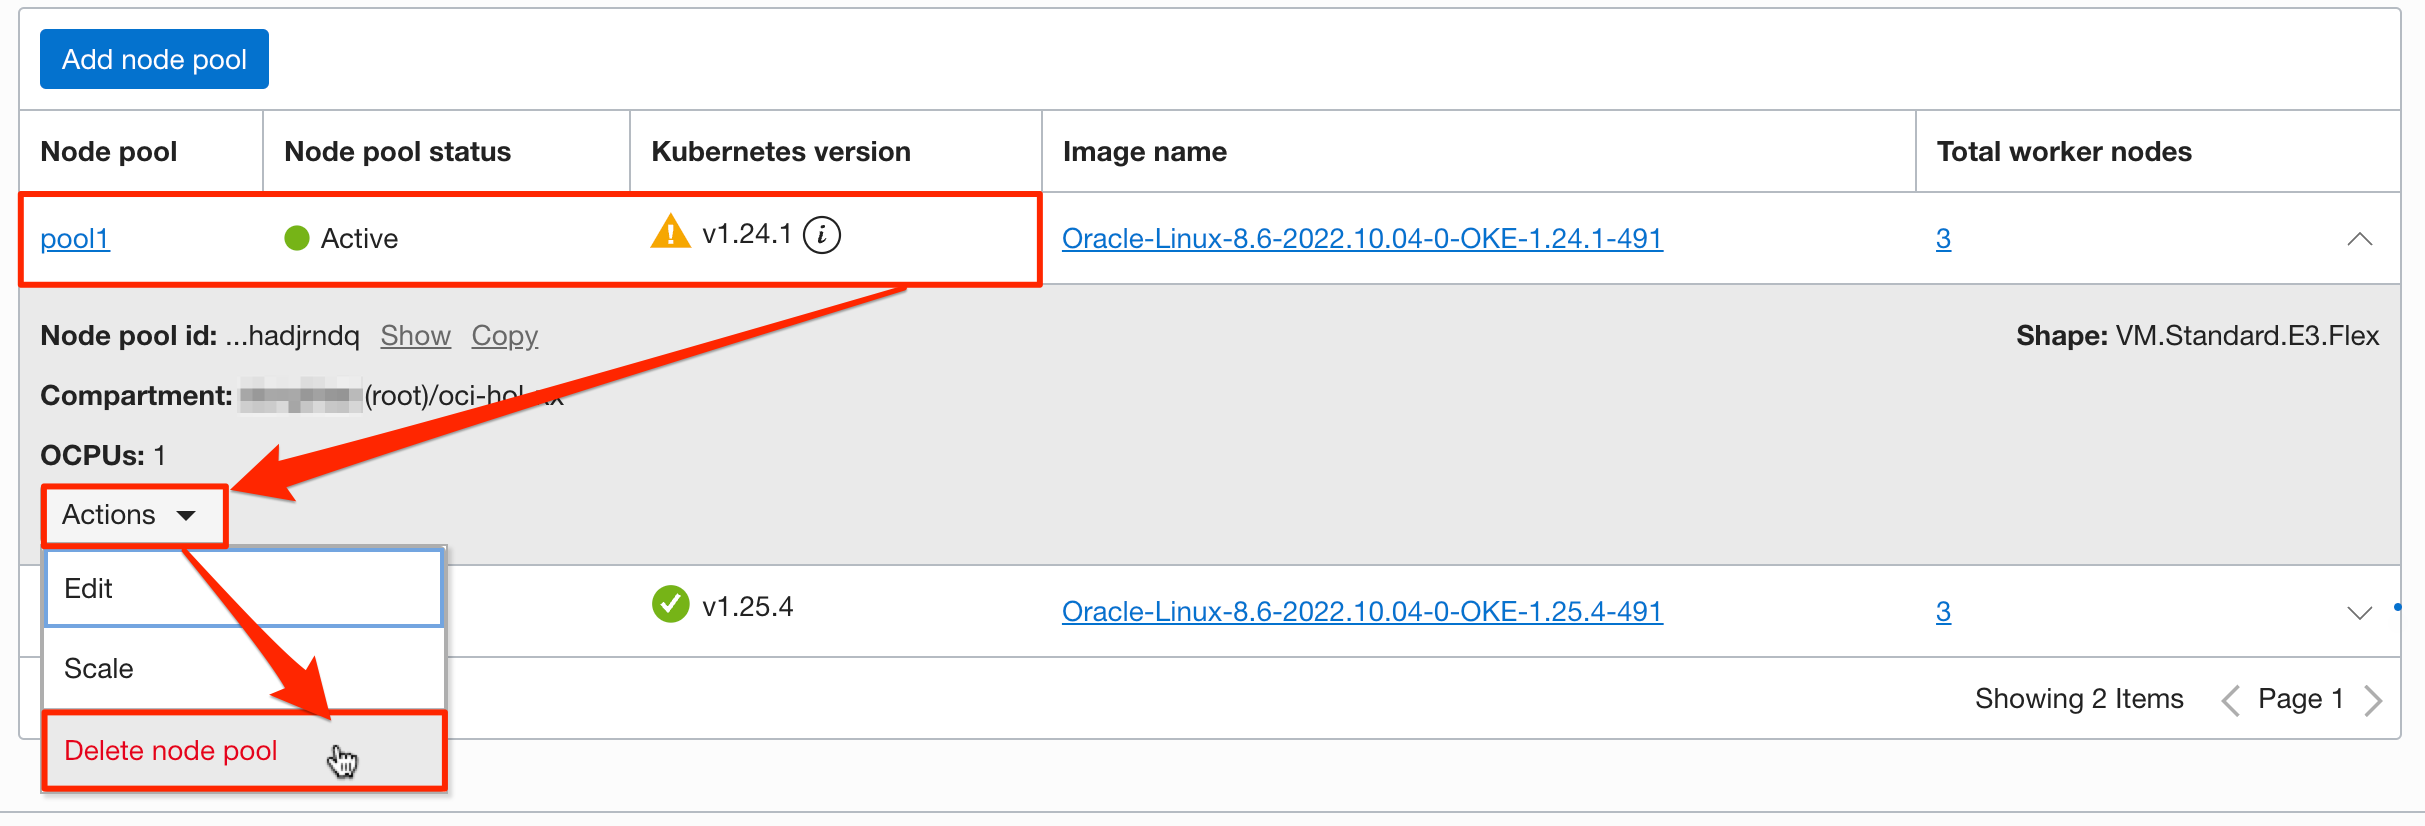 Add node pool
Node pool Node pool status Kubernetes version Image name Total worker nodes
pool1 Active v1.24.1 i Oracle-Linux-8.6-2022.10.04-0-OKE-1.24.1-491 3
Node pool id: ...hadjrndq Show Copy Shape: VM.Standard.E3.Flex
Compartment: (root)/oci-hol-xx
OCPUs: 1
Actions
Edit
v1.25.4 Oracle-Linux-8.6-2022.10.04-0-OKE-1.25.4-491 3
Scale
Showing 2 Items Page 1
Delete node pool